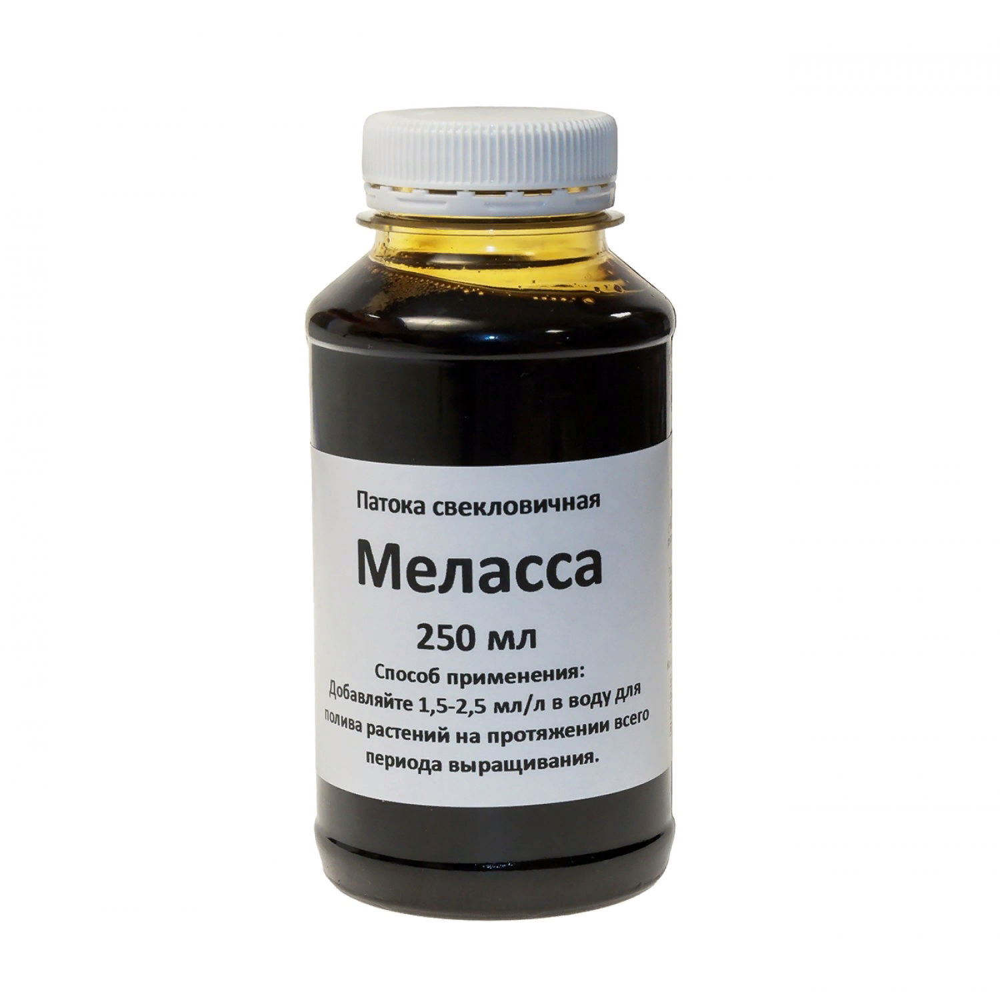 Патока свекловичная
Меласса
250 мл
Способ применения:
Добавляйте 1,5-2,5 мл/л в воду для
полива растений на протяжении всего
периода выращивания.